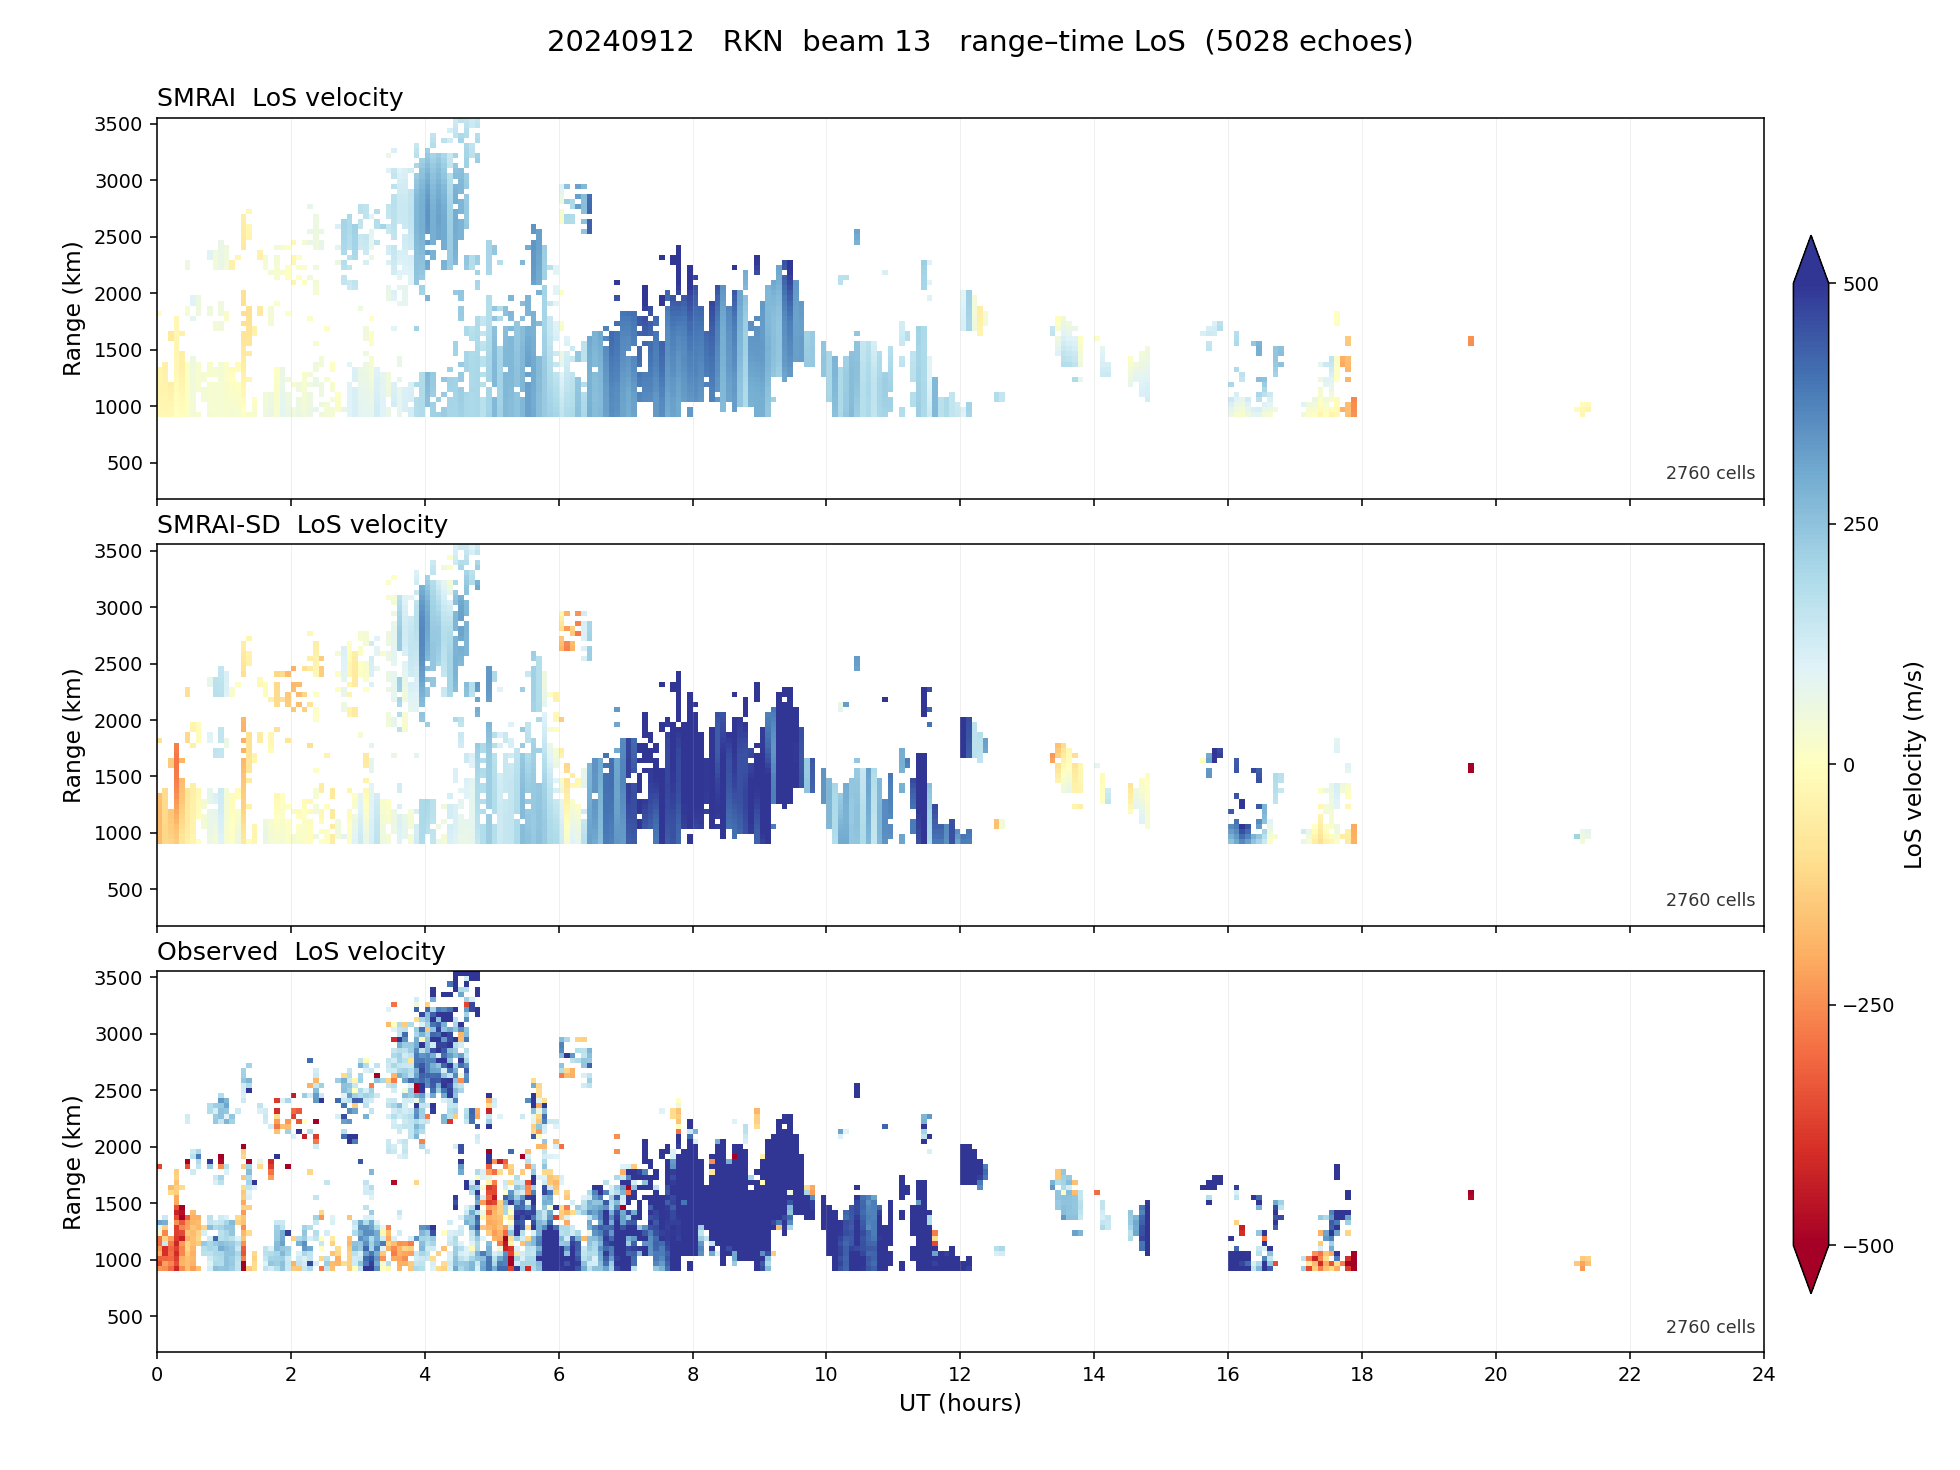 20240912   RKN  beam 13   range–time LoS  (5028 echoes)
SMRAI  LoS velocity
3500
3000
2500
2000
1500
1000
500
Range (km)
2760 cells
SMRAI-SD  LoS velocity
3500
3000
2500
2000
1500
1000
500
Range (km)
2760 cells
Observed  LoS velocity
3500
3000
2500
2000
1500
1000
500
Range (km)
2760 cells
0 2 4 6 8 10 12 14 16 18 20 22 24
UT (hours)
500
250
0
−250
−500
LoS velocity (m/s)